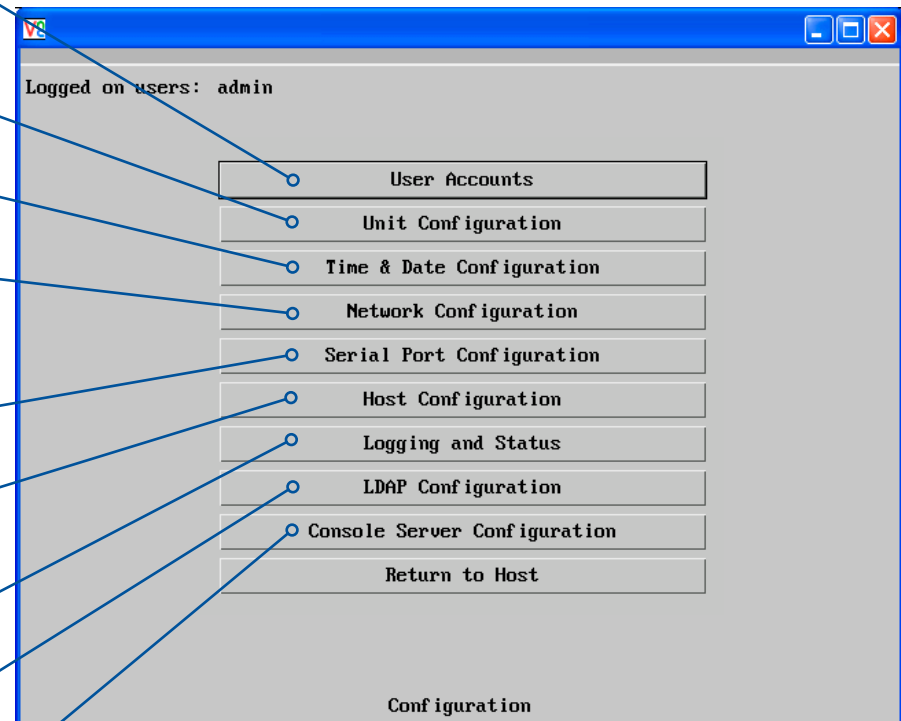 Logged on users: admin
User Accounts
Unit Configuration
Time & Date Configuration
Network Configuration
Serial Port Configuration
Host Configuration
Logging and Status
LDAP Configuration
Console Server Configuration
Return to Host
Configuration